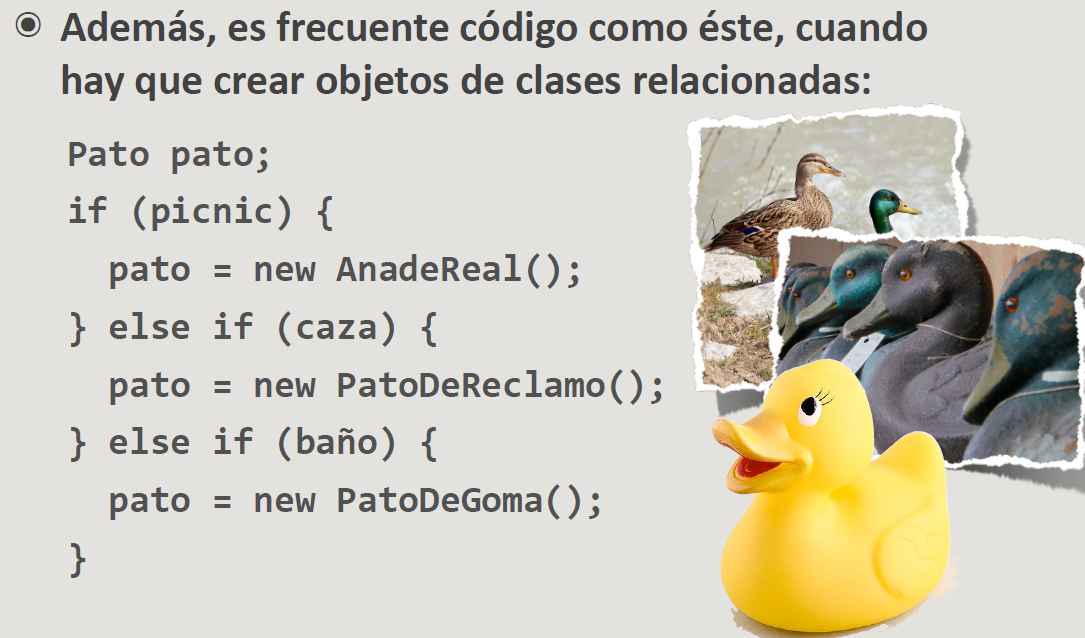 Además, es frecuente código como éste, cuando
hay que crear objetos de clases relacionadas:
Pato pato;
if (picnic) {
  pato = new AnadeReal();
} else if (caza) {
  pato = new PatoDeReclamo();
} else if (baño) {
  pato = new PatoDeGoma();
}